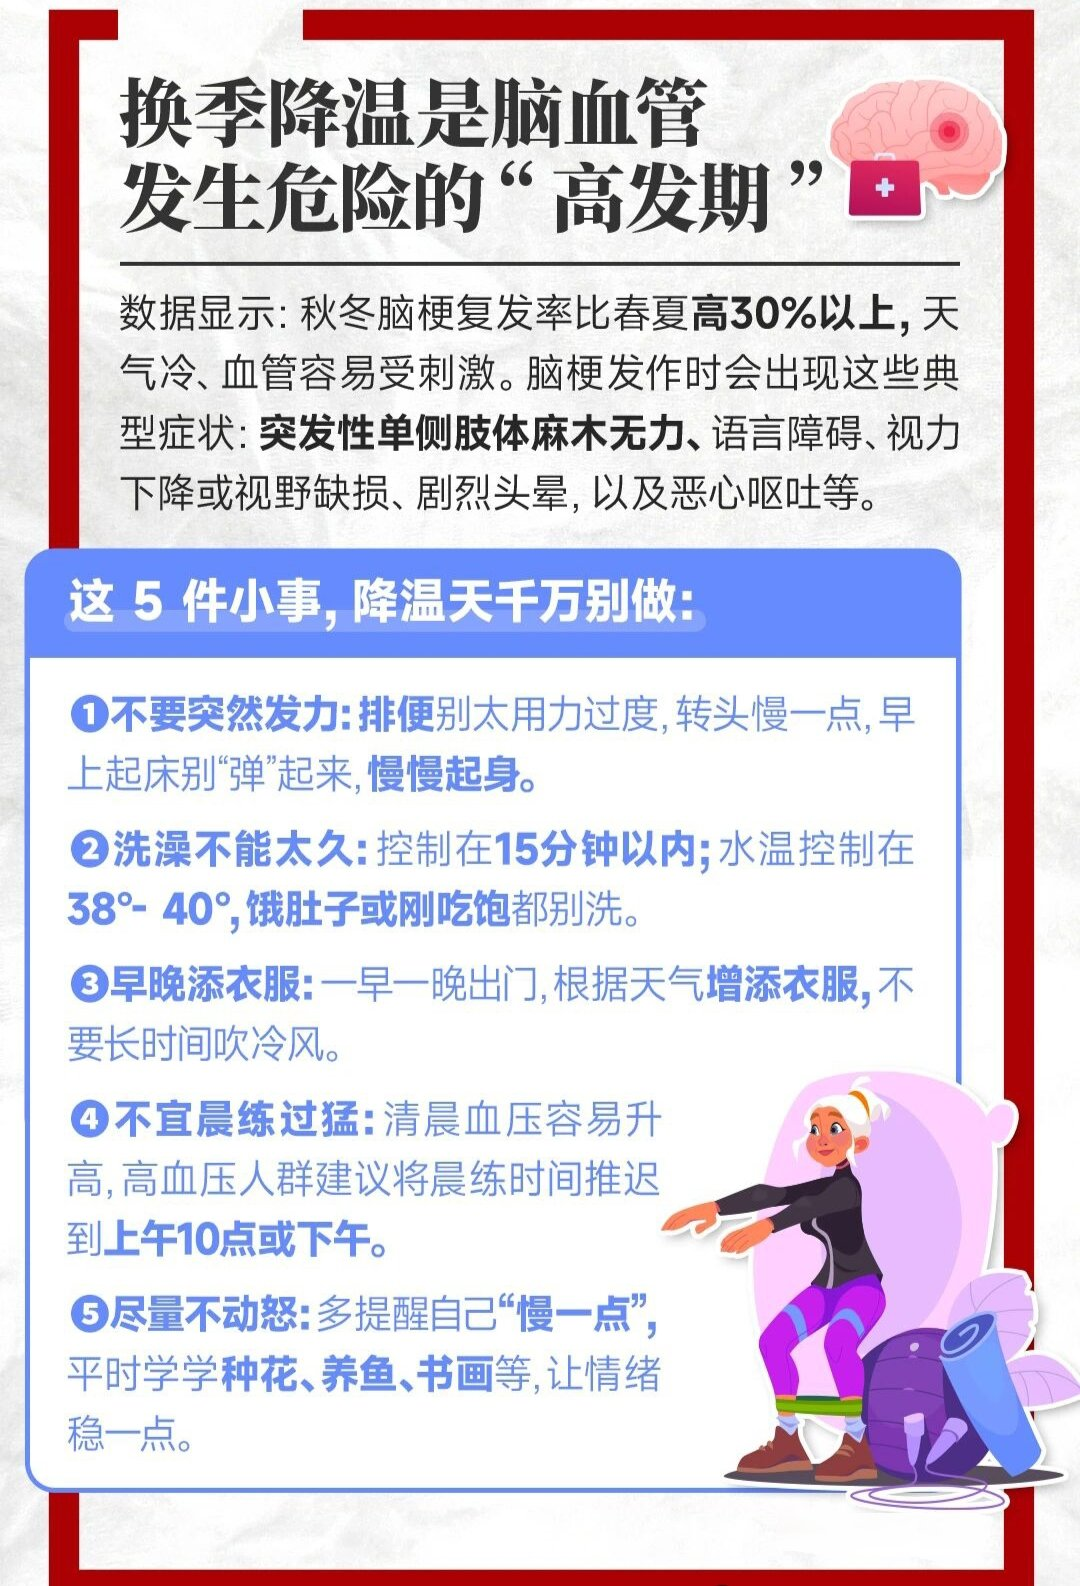 换季降温是脑血管
发生危险的“高发期”
数据显示：秋冬脑梗复发率比春夏高30%以上，天
气冷、血管容易受刺激。脑梗发作时会出现这些典
型症状：突发性单侧肢体麻木无力、语言障碍、视力
下降或视野缺损、剧烈头晕，以及恶心呕吐等。
这 5 件小事，降温天千万别做：
❶不要突然发力：排便别太用力过度，转头慢一点，早
上起床别“弹”起来，慢慢起身。
❷洗澡不能太久：控制在15分钟以内；水温控制在
38°- 40°，饿肚子或刚吃饱都别洗。
❸早晚添衣服：一早一晚出门，根据天气增添衣服，不
要长时间吹冷风。
❹不宜晨练过猛：清晨血压容易升
高，高血压人群建议将晨练时间推迟
到上午10点或下午。
❺尽量不动怒：多提醒自己“慢一点”，
平时学学种花、养鱼、书画等，让情绪
稳一点。